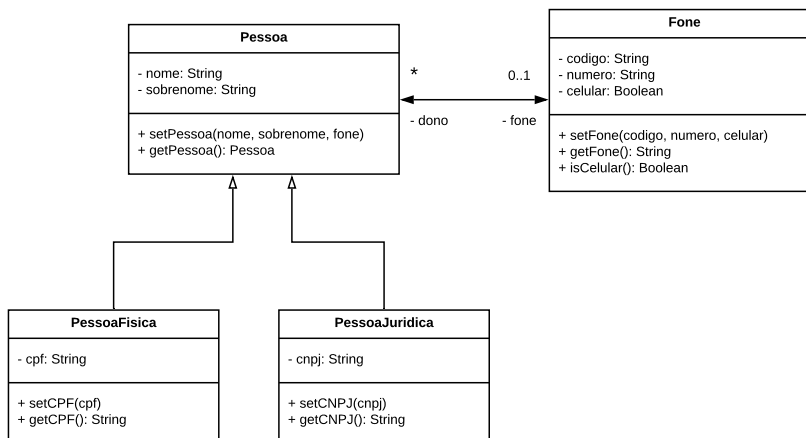 Pessoa
- nome: String
- sobrenome: String
+ setPessoa(nome, sobrenome, fone)
+ getPessoa(): Pessoa
*
0..1
- dono
- fone
Fone
- codigo: String
- numero: String
- celular: Boolean
+ setFone(codigo, numero, celular)
+ getFone(): String
+ isCelular(): Boolean
PessoaFisica
- cpf: String
+ setCPF(cpf)
+ getCPF(): String
PessoaJuridica
- cnpj: String
+ setCNPJ(cnpj)
+ getCNPJ(): String